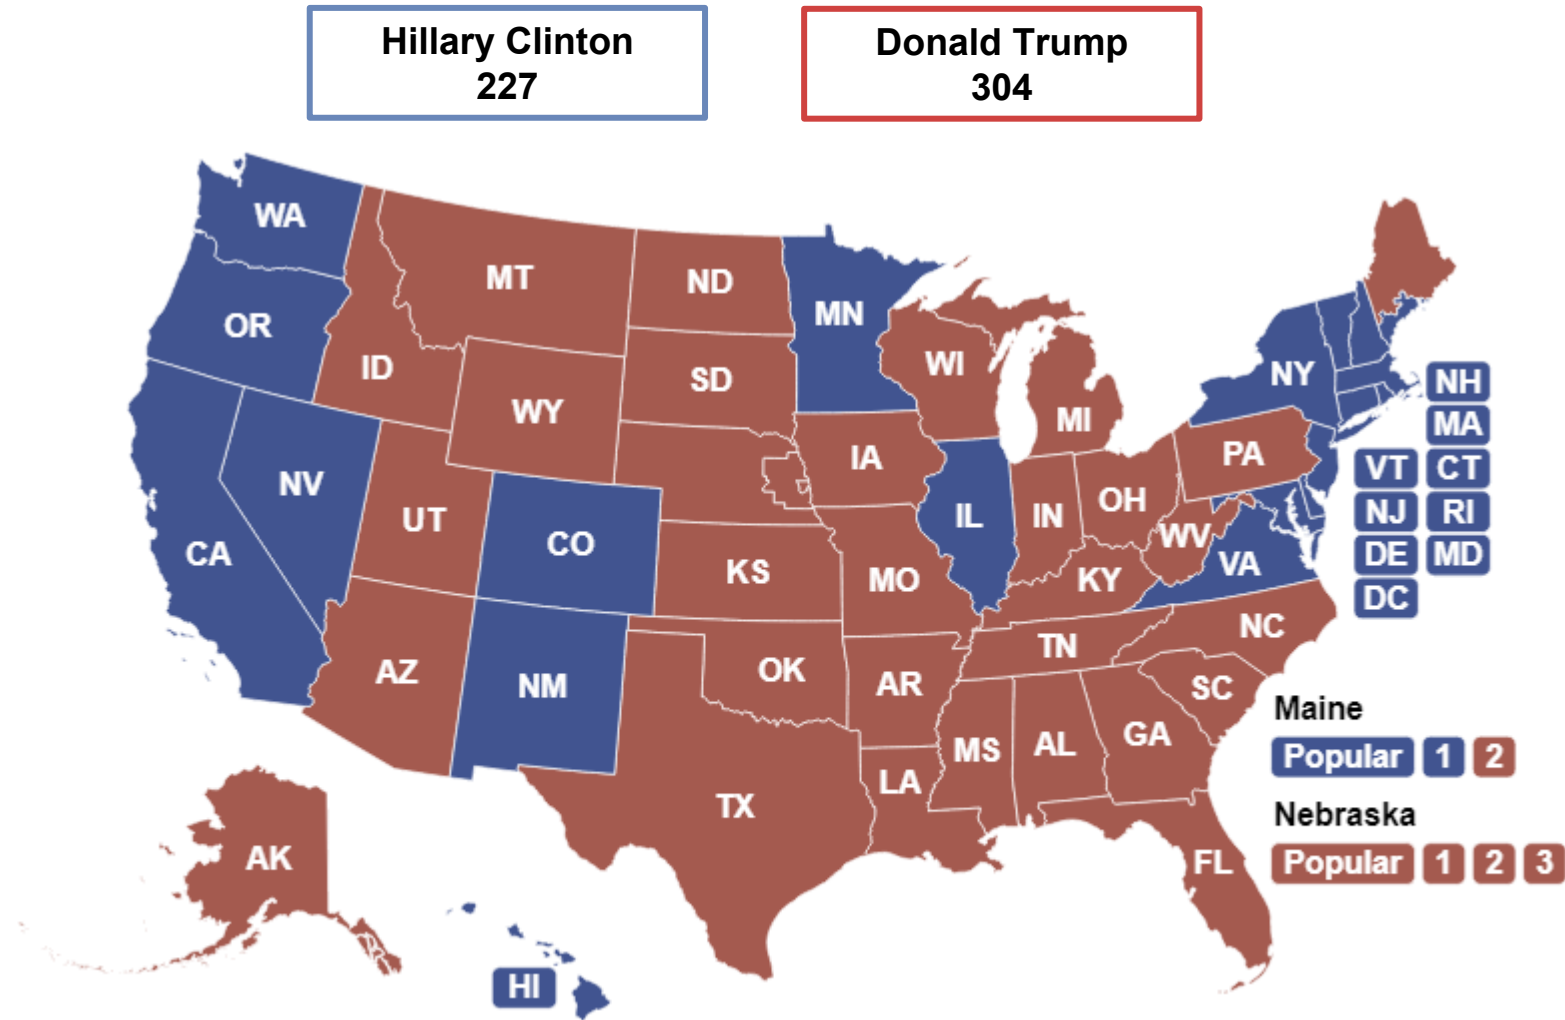 Hillary Clinton
227
Donald Trump
304
WA
OR
CA
NV
ID
MT
WY
UT
AZ
CO
NM
ND
SD
KS
OK
TX
MN
IA
MO
AR
LA
WI
IL
MI
IN
OH
KY
TN
MS
AL
GA
FL
SC
NC
VA
WV
PA
NY
NH
MA
VT CT
NJ RI
DE MD
DC
AK
HI
Maine
Popular 1 2
Nebraska
Popular 1 2 3